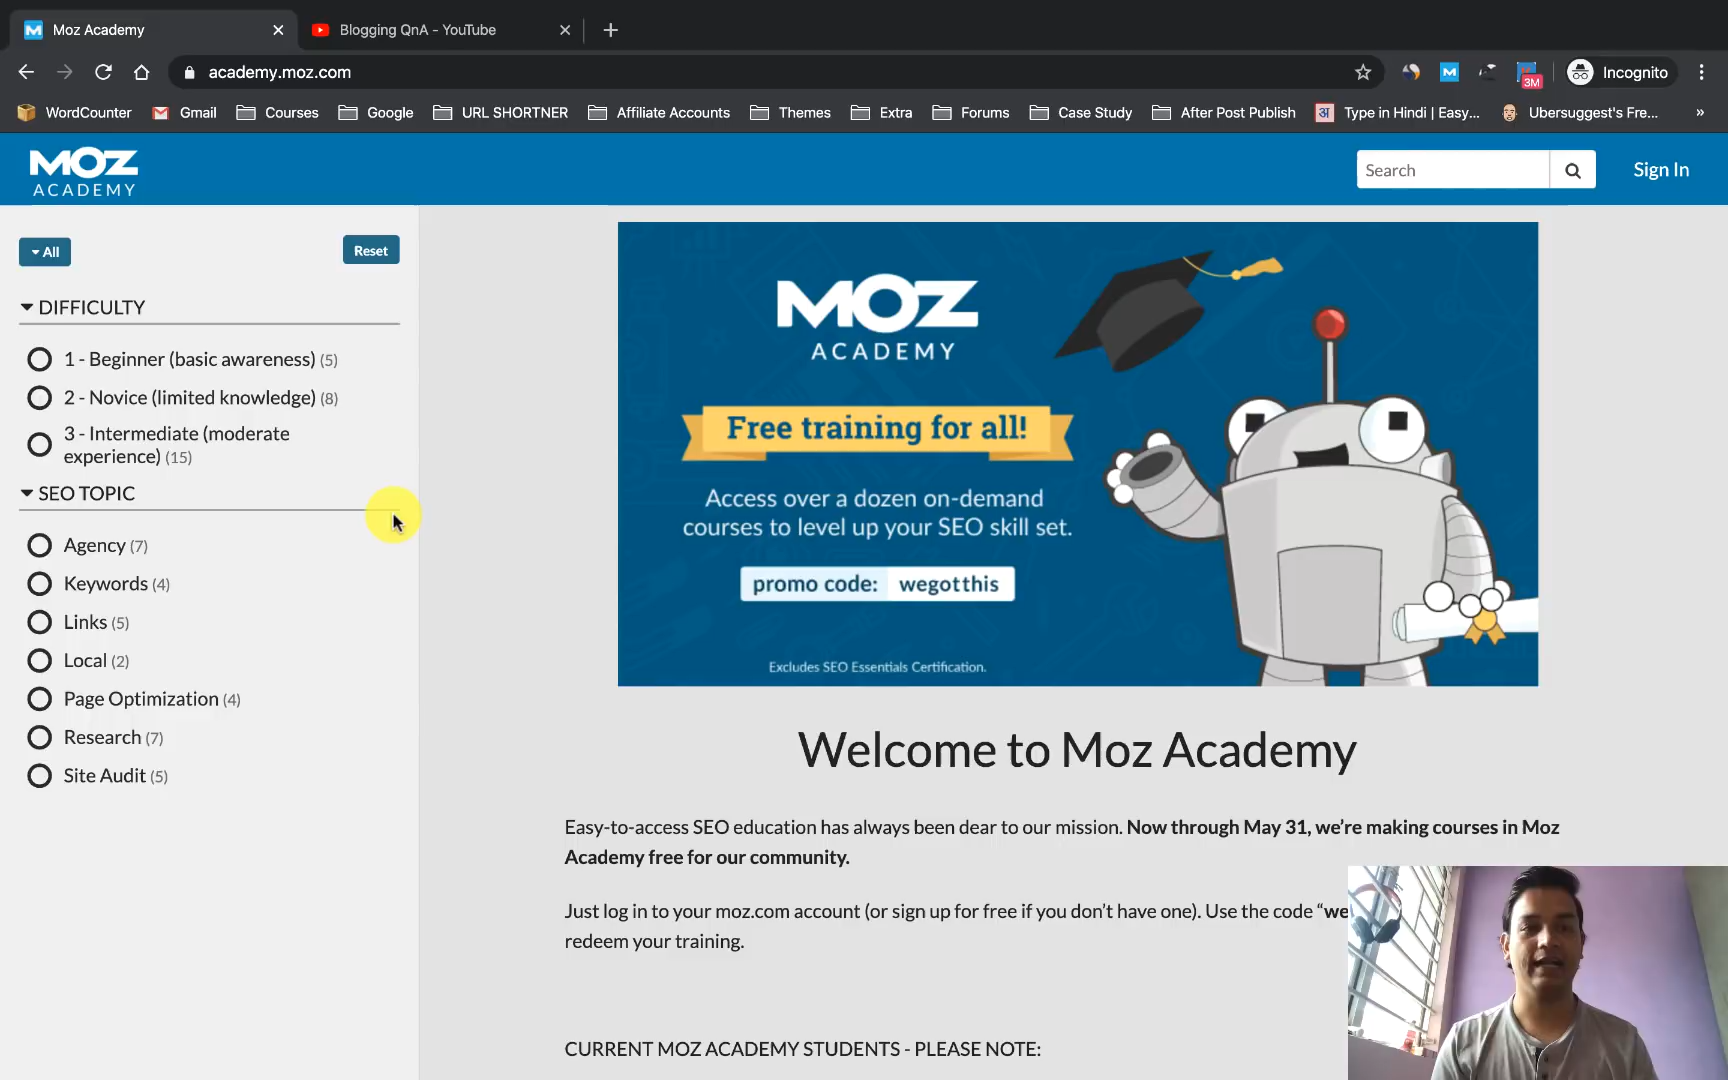 Moz Academy
Blogging QnA - YouTube
academy.moz.com
3M
Incognito
WordCounter
Gmail
Courses
Google
URL SHORTNER
Affiliate Accounts
Themes
Extra
Forums
Case Study
After Post Publish
अ
Type in Hindi | Easy...
Ubersuggest's Fre...
»
MOZ
ACADEMY
Search
Sign In
All
Reset
DIFFICULTY
1 - Beginner (basic awareness) (5)
2 - Novice (limited knowledge) (8)
3 - Intermediate (moderate
experience) (15)
SEO TOPIC
Agency (7)
Keywords (4)
Links (5)
Local (2)
Page Optimization (4)
Research (7)
Site Audit (5)
MOZ
ACADEMY
Free training for all!
Access over a dozen on-demand
courses to level up your SEO skill set.
promo code: wegotthis
Excludes SEO Essentials Certification.
Welcome to Moz Academy
Easy-to-access SEO education has always been dear to our mission. Now through May 31, we're making courses in Moz
Academy free for our community.
Just log in to your moz.com account (or sign up for free if you don't have one). Use the code “we
redeem your training.
CURRENT MOZ ACADEMY STUDENTS - PLEASE NOTE: